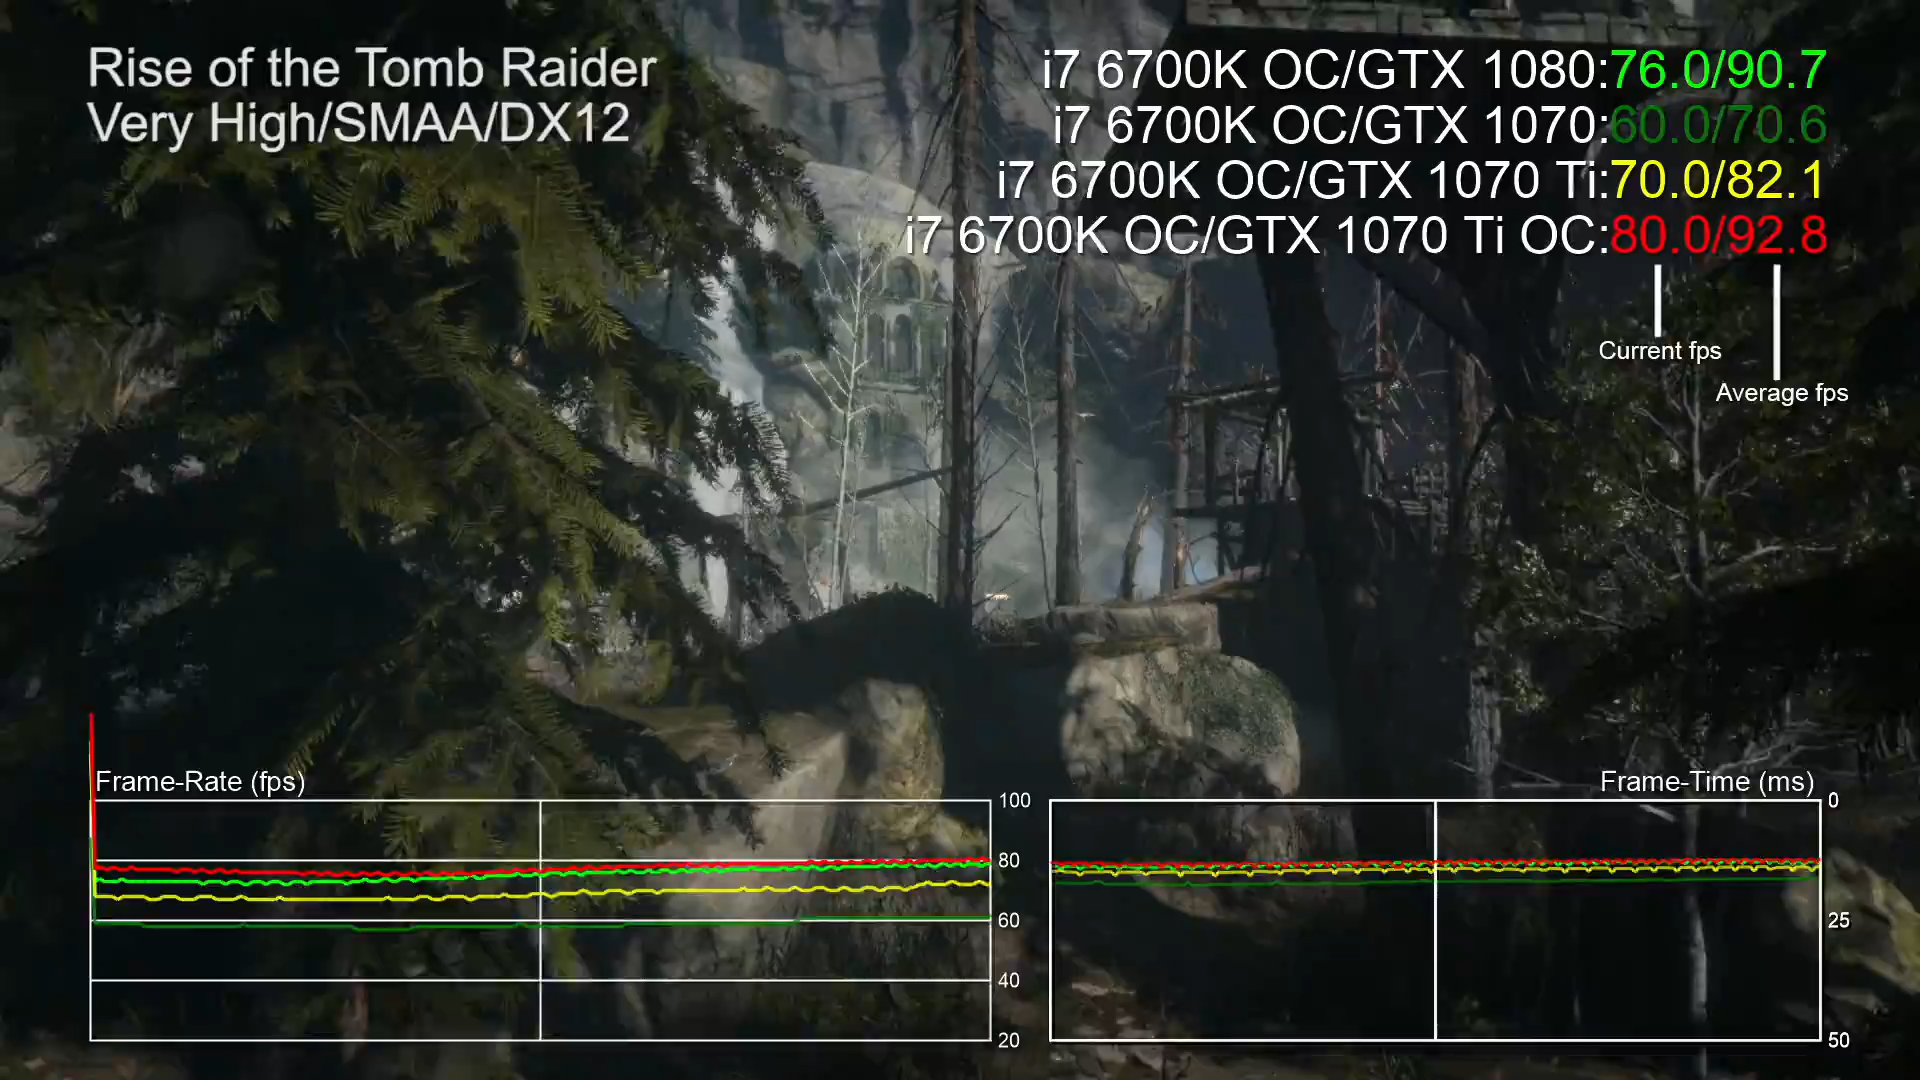 Rise of the Tomb Raider
Very High/SMAA/DX12
i7 6700K OC/GTX 1080:76.0/90.7
i7 6700K OC/GTX 1070:60.0/70.6
i7 6700K OC/GTX 1070 Ti:70.0/82.1
i7 6700K OC/GTX 1070 Ti OC:80.0/92.8
Current fps
Average fps
Frame-Rate (fps)
100
80
60
40
20
Frame-Time (ms)
0
25
50